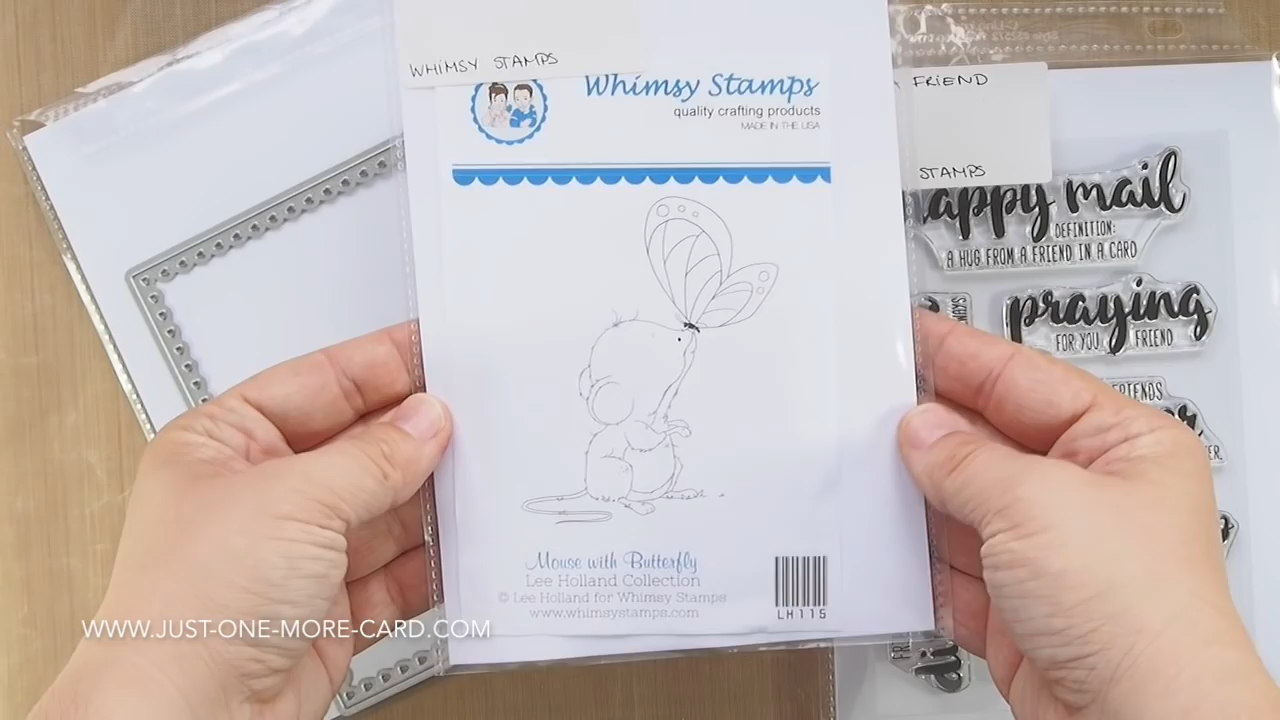 WHiMSY STAMPS
Whimsy Stamps
quality crafting products
MADE IN THE USA
Mouse with Butterfly
Lee Holland Collection
© Lee Holland for Whimsy Stamps
www.whimsystamps.com
LH115
FRiEND
STAMPS
appy mail
DEFINITION:
A HUG FROM A FRIEND IN A CARD
praying
FOR YOU FRIEND
WWW.JUST-ONE-MORE-CARD.COM